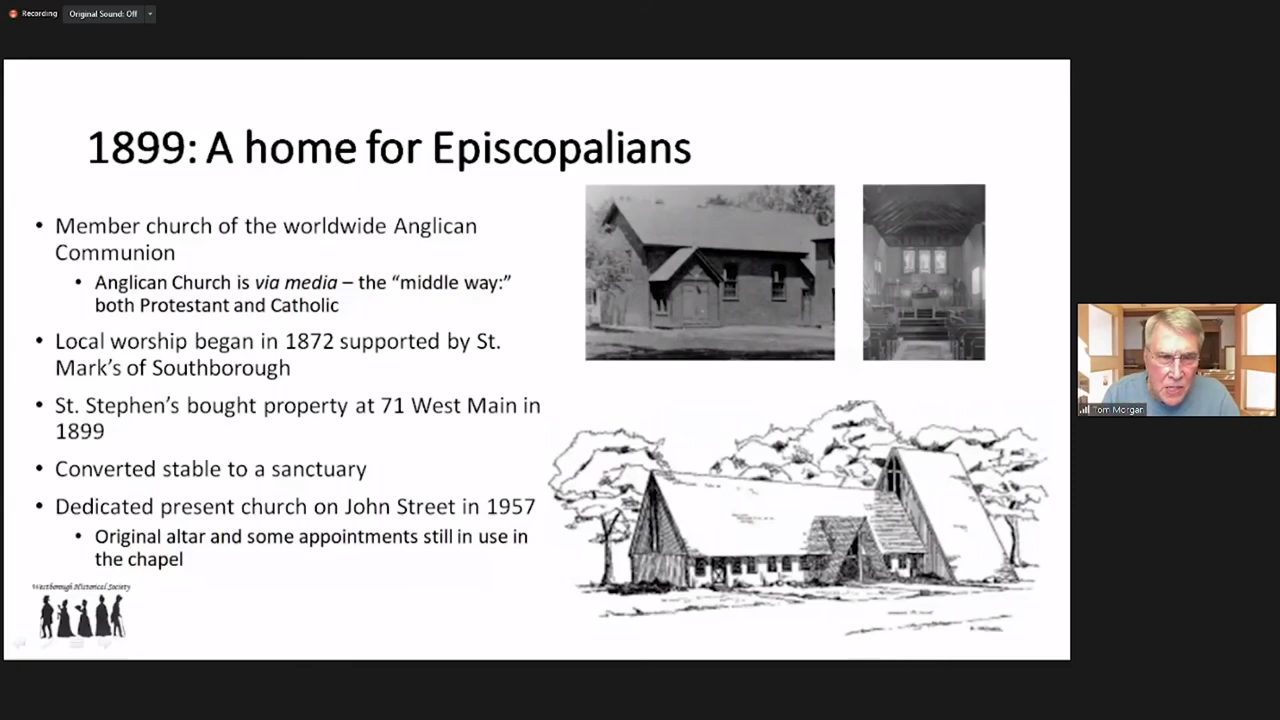 Recording Original Sound: Off
1899: A home for Episcopalians
• Member church of the worldwide Anglican
Communion
• Anglican Church is via media – the “middle way:”
both Protestant and Catholic
• Local worship began in 1872 supported by St.
Mark’s of Southborough
• St. Stephen’s bought property at 71 West Main in
1899
• Converted stable to a sanctuary
• Dedicated present church on John Street in 1957
• Original altar and some appointments still in use in
the chapel
Westborough Historical Society
Tom Morgan